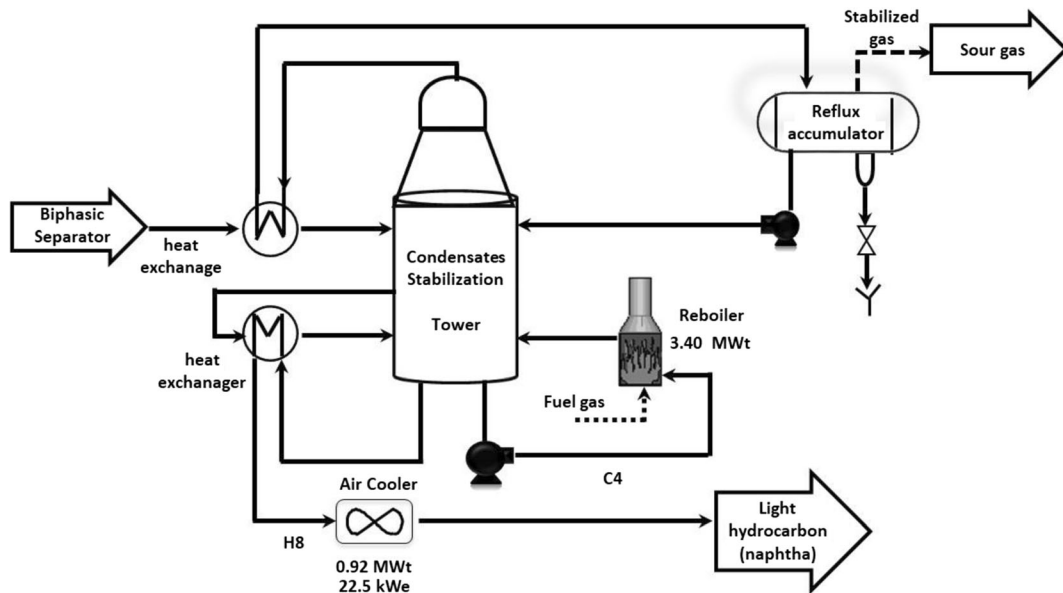 Stabilized
gas
Sour gas
Reflux
accumulator
Biphasic
Separator
heat
exchanage
Condensates
Stabilization
Tower
Reboiler
3.40 MWt
heat
exchanager
Fuel gas
C4
Air Cooler
H8
0.92 MWt
22.5 kWe
Light
hydrocarbon
(naphtha)